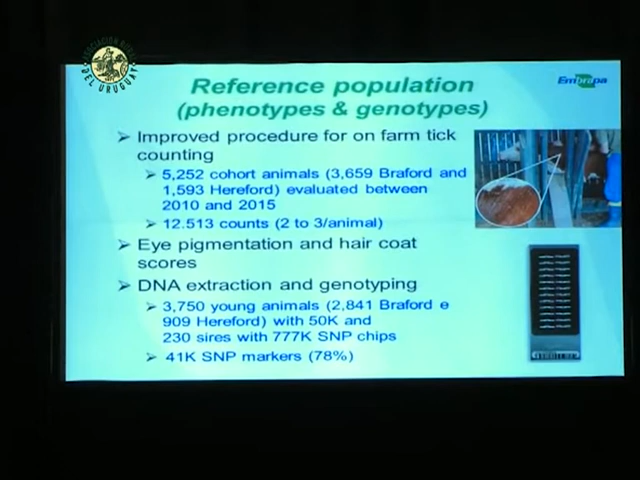 DEL URUGUAY
Reference population
(phenotypes & genotypes)
Embrapa
➢ Improved procedure for on farm tick
counting
➢ 5,252 cohort animals (3,659 Braford and
1,593 Hereford) evaluated between
2010 and 2015
➢ 12.513 counts (2 to 3/animal)
➢ Eye pigmentation and hair coat
scores
➢ DNA extraction and genotyping
➢ 3,750 young animals (2,841 Braford e
909 Hereford) with 50K and
230 sires with 777K SNP chips
➢ 41K SNP markers (78%)